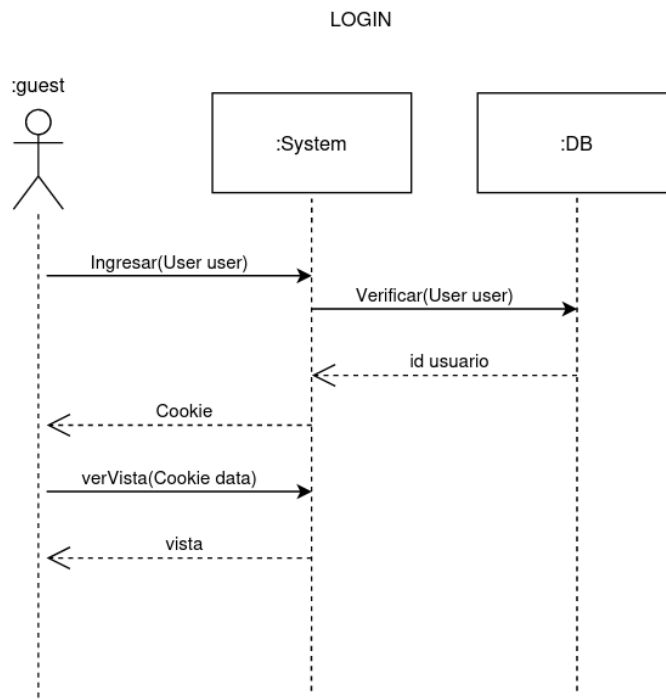 LOGIN
:guest
:System
:DB
Ingresar(User user)
Verificar(User user)
id usuario
Cookie
verVista(Cookie data)
vista